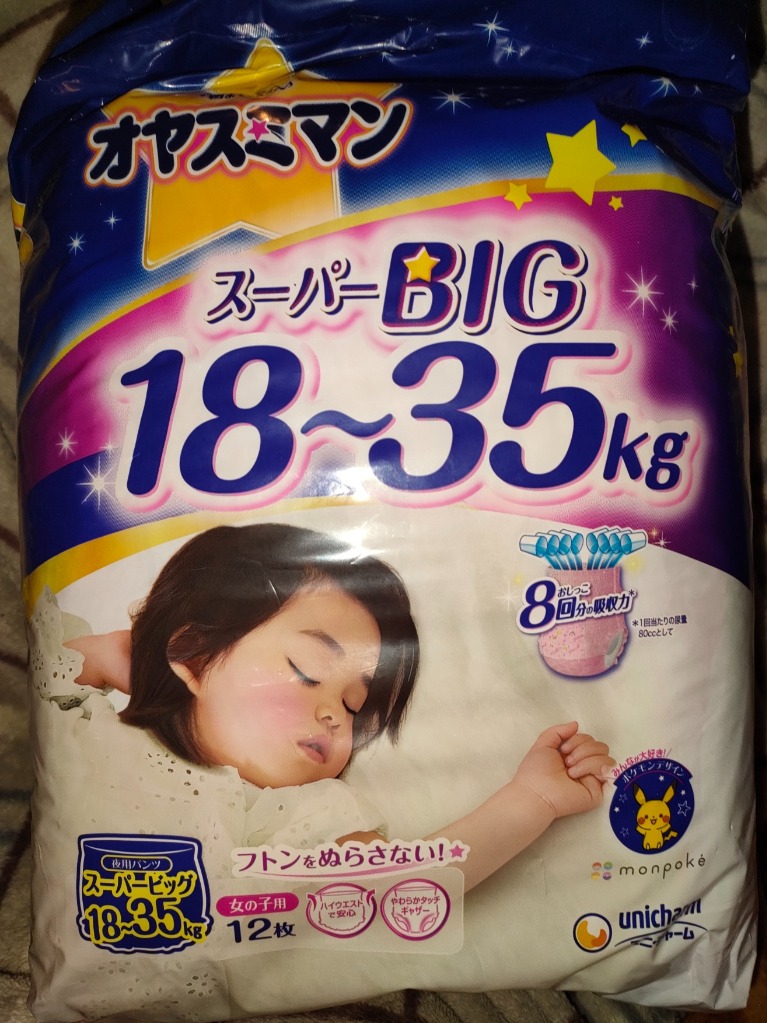 オヤスミマン
スーパーBIG
18~35kg
おしっこ
8回分の吸収力*
*1回当たりの尿量
80ccとして
みんな大好き!
ポケモンデザイン
monpoké
フトンをぬらさない!
夜用パンツ
スーパービッグ
18~35kg
女の子用
12枚
ハイウエスト
で安心
やわらかタッチ
ギャザー
unicharm
ユニ・チャーム